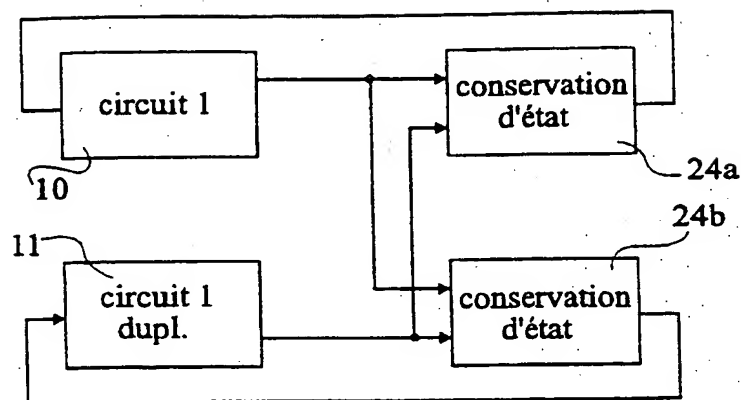 circuit 1
conservation
d'état
10
24a
24b
11
circuit 1
dupl.
conservation
d'état